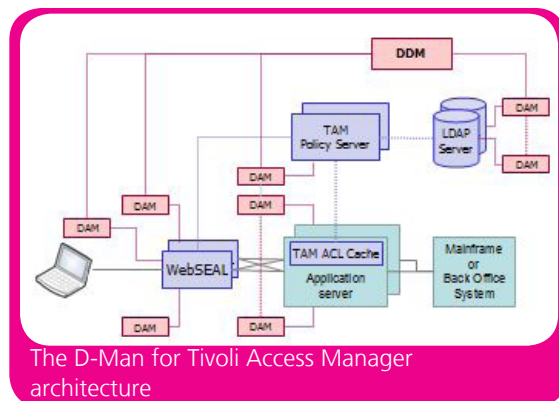 DDM
TAM
Policy Server
LDAP
Server
DAM
DAM
DAM
DAM
DAM
DAM
WebSEAL
TAM ACL Cache
Application
server
Mainframe
or
Back Office
System
DAM
DAM
The D-Man for Tivoli Access Manager
architecture